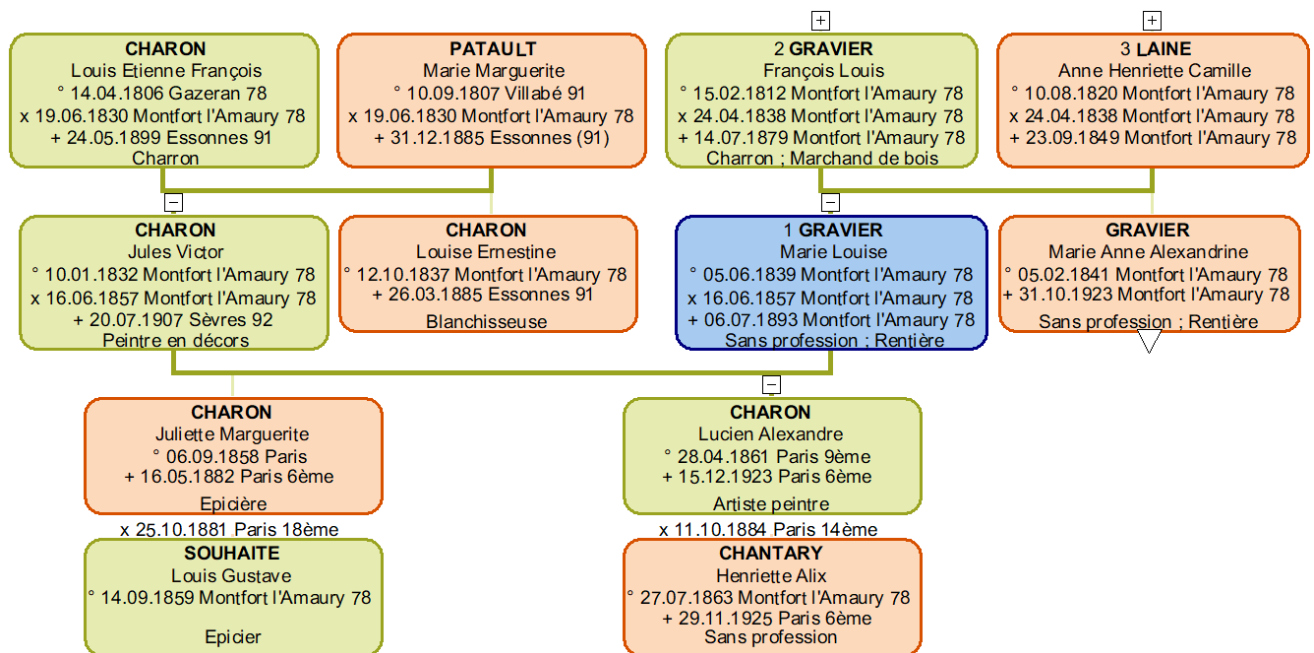 CHARON
Louis Etienne François
° 14.04.1806 Gazeran 78
x 19.06.1830 Montfort l'Amaury 78
+ 24.05.1899 Essonnes 91
Charron
PATAULT
Marie Marguerite
° 10.09.1807 Villabé 91
x 19.06.1830 Montfort l'Amaury 78
+ 31.12.1885 Essonnes (91)
2 GRAVIER
François Louis
° 15.02.1812 Montfort l'Amaury 78
x 24.04.1838 Montfort l'Amaury 78
+ 14.07.1879 Montfort l'Amaury 78
Charron ; Marchand de bois
3 LAINE
Anne Henriette Camille
° 10.08.1820 Montfort l'Amaury 78
x 24.04.1838 Montfort l'Amaury 78
+ 23.09.1849 Montfort l'Amaury 78
CHARON
Jules Victor
° 10.01.1832 Montfort l'Amaury 78
x 16.06.1857 Montfort l'Amaury 78
+ 20.07.1907 Sèvres 92
Peintre en décors
CHARON
Louise Ernestine
° 12.10.1837 Montfort l'Amaury 78
+ 26.03.1885 Essonnes 91
Blanchisseuse
1 GRAVIER
Marie Louise
° 05.06.1839 Montfort l'Amaury 78
x 16.06.1857 Montfort l'Amaury 78
+ 06.07.1893 Montfort l'Amaury 78
Sans profession ; Rentière
GRAVIER
Marie Anne Alexandrine
° 05.02.1841 Montfort l'Amaury 78
+ 31.10.1923 Montfort l'Amaury 78
Sans profession ; Rentière
CHARON
Juliette Marguerite
° 06.09.1858 Paris
+ 16.05.1882 Paris 6ème
Epicière
x 25.10.1881 Paris 18ème
SOUHAITE
Louis Gustave
° 14.09.1859 Montfort l'Amaury 78
Epicier
CHARON
Lucien Alexandre
° 28.04.1861 Paris 9ème
+ 15.12.1923 Paris 6ème
Artiste peintre
x 11.10.1884 Paris 14ème
CHANTARY
Henriette Alix
° 27.07.1863 Montfort l'Amaury 78
+ 29.11.1925 Paris 6ème
Sans profession